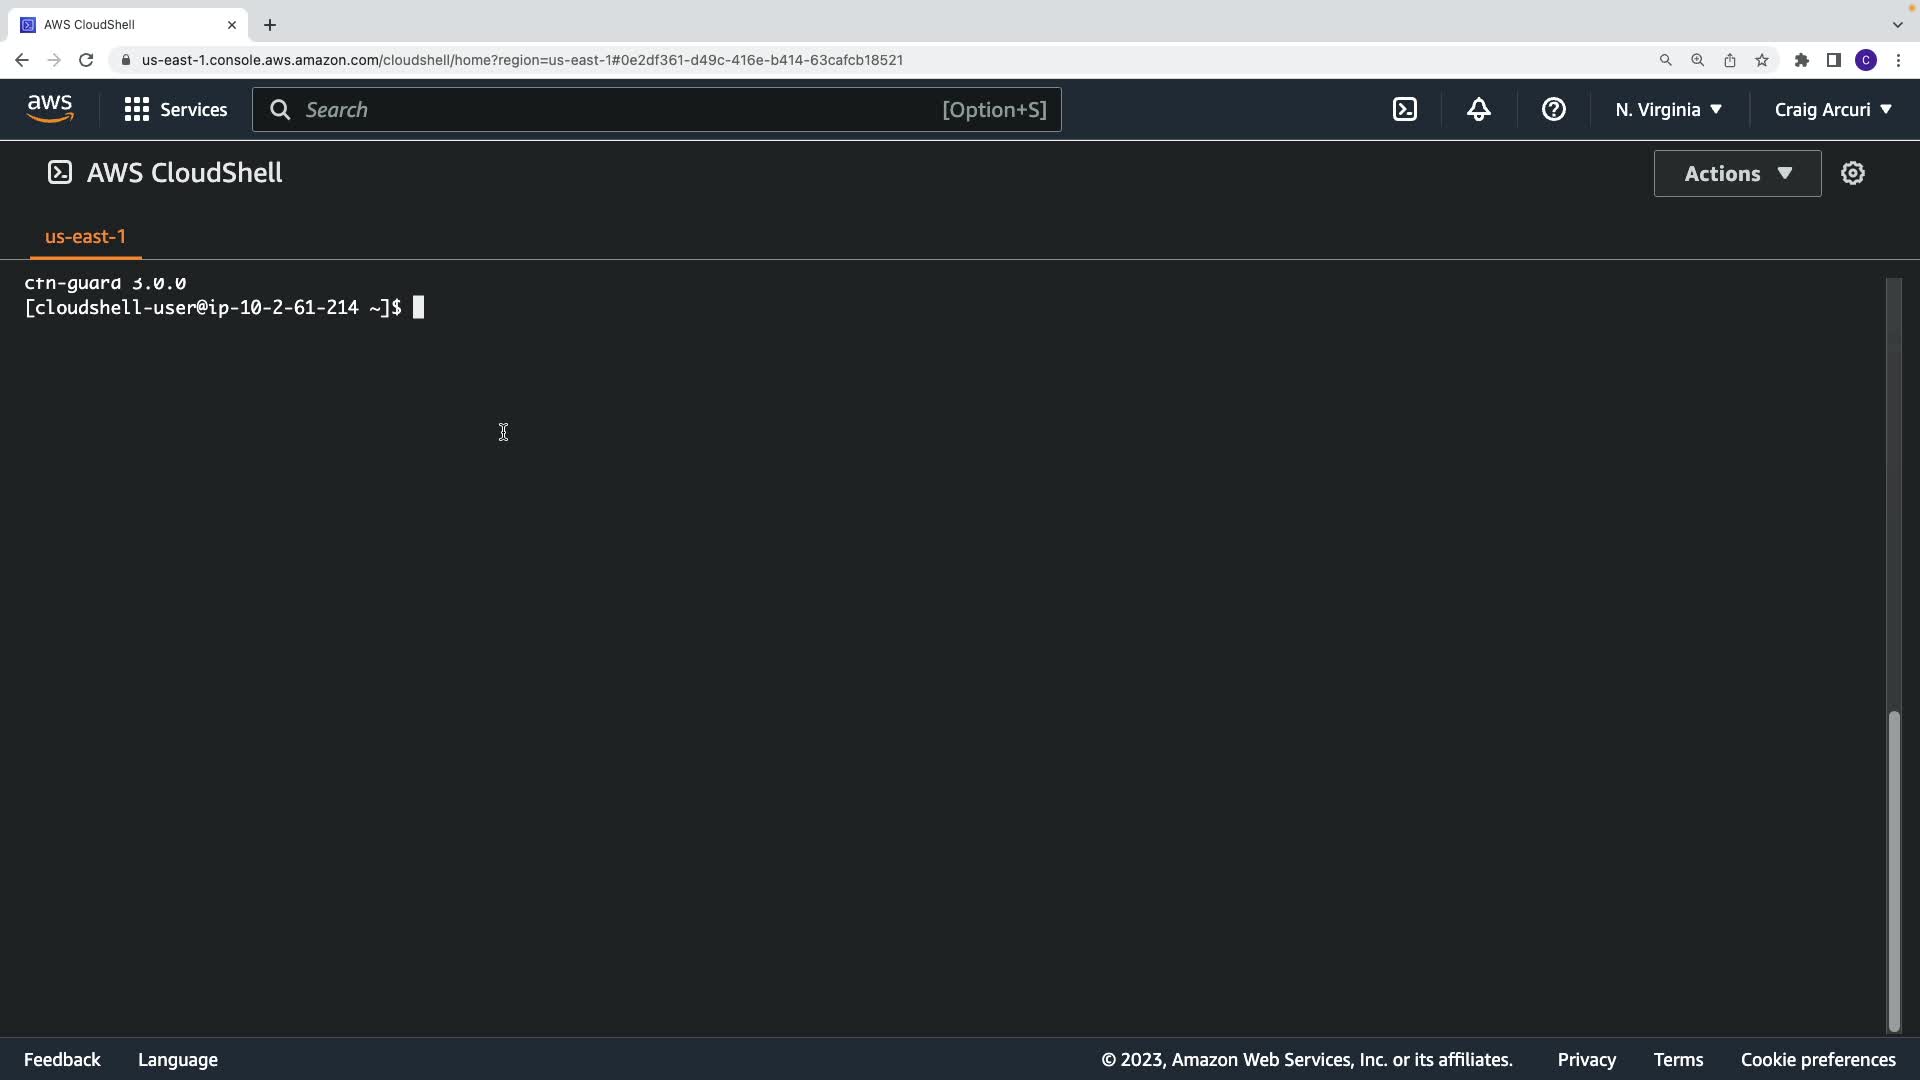 AWS CloudShell
us-east-1.console.aws.amazon.com/cloudshell/home?region=us-east-1#0e2df361-d49c-416e-b414-63cafcb18521
C
aws
Services
Search
[Option+S]
N. Virginia
Craig Arcuri
AWS CloudShell
Actions
us-east-1
cfn-guard 3.0.0
[cloudshell-user@ip-10-2-61-214 ~]$
Feedback
Language
© 2023, Amazon Web Services, Inc. or its affiliates.
Privacy
Terms
Cookie preferences